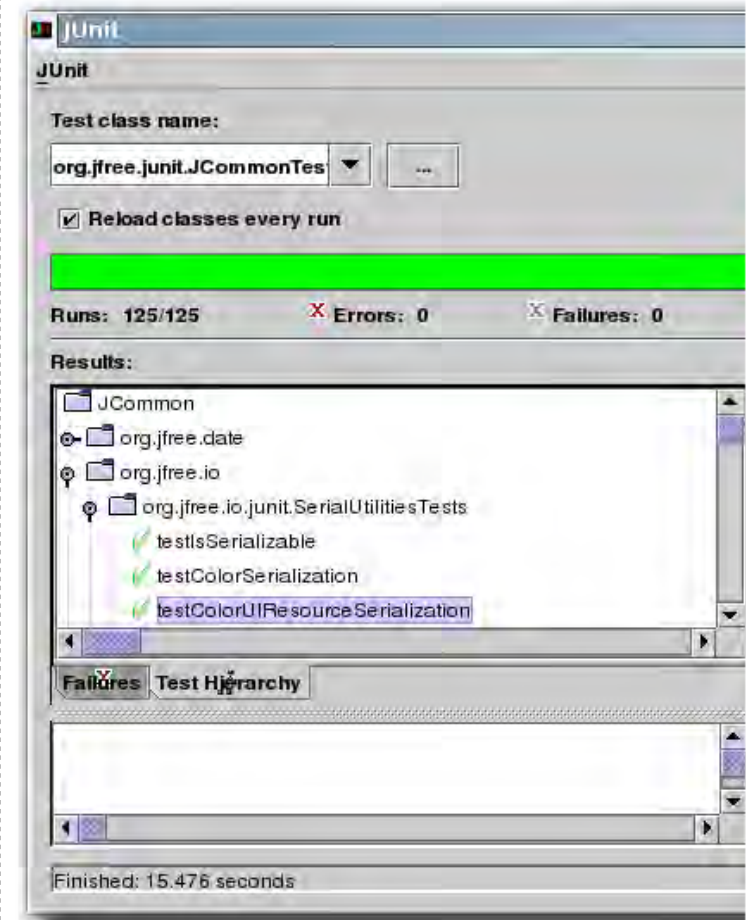 JUnit
JUnit
Test class name:
org.jfree.junit.JCommonTes
...
Reload classes every run
Runs: 125/125 X Errors: 0 X Failures: 0
Results:
JCommon
org.jfree.date
org.jfree.io
org.jfree.io.junit.SerialUtilitiesTests
testIsSerializable
testColorSerialization
testColorUIResourceSerialization
Failures Test Hierarchy
Finished: 15.476 seconds